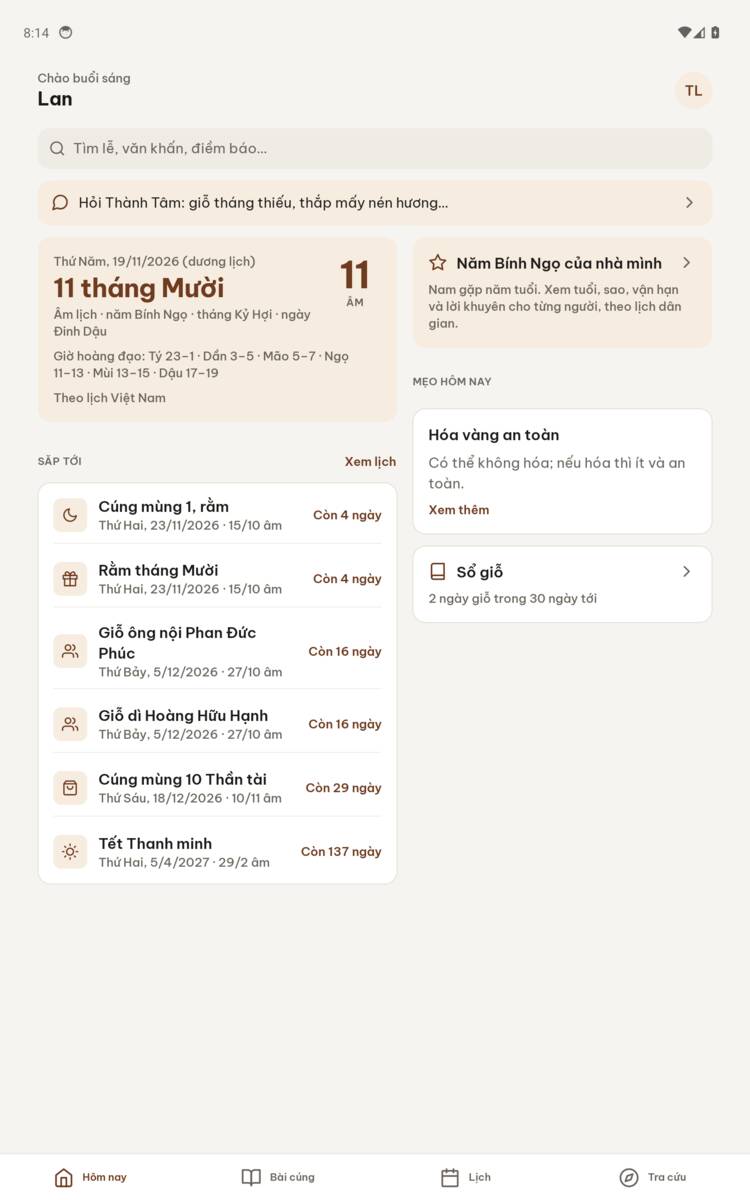 8:14
Chào buổi sáng
Lan
TL
Tìm lễ, văn khấn, điềm báo...
Hỏi Thành Tâm: giỗ tháng thiếu, thắp mấy nén hương...
Thứ Năm, 19/11/2026 (dương lịch)
11 tháng Mười
Âm lịch · năm Bính Ngọ · tháng Kỷ Hợi · ngày
Đinh Dậu
Giờ hoàng đạo: Tý 23–1 · Dần 3–5 · Mão 5–7 · Ngọ
11–13 · Mùi 13–15 · Dậu 17–19
Theo lịch Việt Nam
11
ÂM
Năm Bính Ngọ của nhà mình
Nam gặp năm tuổi. Xem tuổi, sao, vận hạn
và lời khuyên cho từng người, theo lịch dân
gian.
MẸO HÔM NAY
Hóa vàng an toàn
Có thể không hóa; nếu hóa thì ít và an
toàn.
Xem thêm
Sổ giỗ
2 ngày giỗ trong 30 ngày tới
SẮP TỚI
Xem lịch
Cúng mùng 1, rằm
Thứ Hai, 23/11/2026 · 15/10 âm
Còn 4 ngày
Rằm tháng Mười
Thứ Hai, 23/11/2026 · 15/10 âm
Còn 4 ngày
Giỗ ông nội Phan Đức
Phúc
Thứ Bảy, 5/12/2026 · 27/10 âm
Còn 16 ngày
Giỗ dì Hoàng Hữu Hạnh
Thứ Bảy, 5/12/2026 · 27/10 âm
Còn 16 ngày
Cúng mùng 10 Thần tài
Thứ Sáu, 18/12/2026 · 10/11 âm
Còn 29 ngày
Tết Thanh minh
Thứ Hai, 5/4/2027 · 29/2 âm
Còn 137 ngày
Hôm nay
Bài cúng
Lịch
Tra cứu